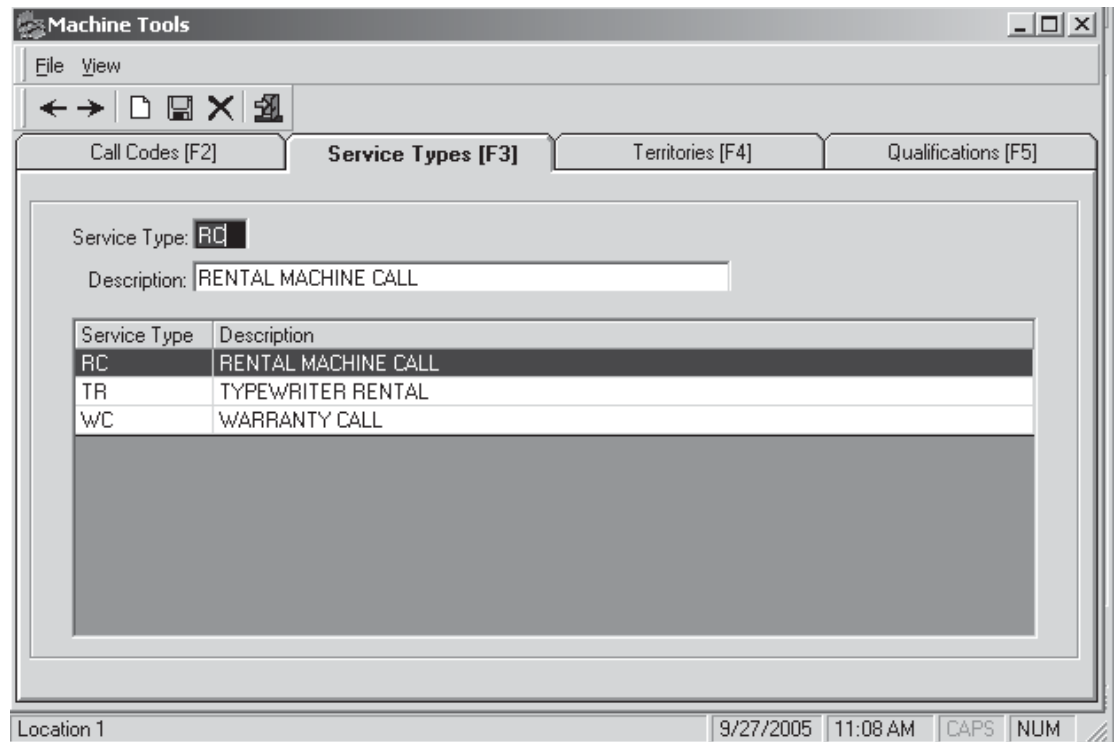 Machine Tools
File View
Call Codes [F2] Service Types [F3] Territories [F4] Qualifications [F5]
Service Type: RC
Description: RENTAL MACHINE CALL
Service Type Description
RC RENTAL MACHINE CALL
TR TYPEWRITER RENTAL
WC WARRANTY CALL
Location 1 9/27/2005 11:08 AM CAPS NUM